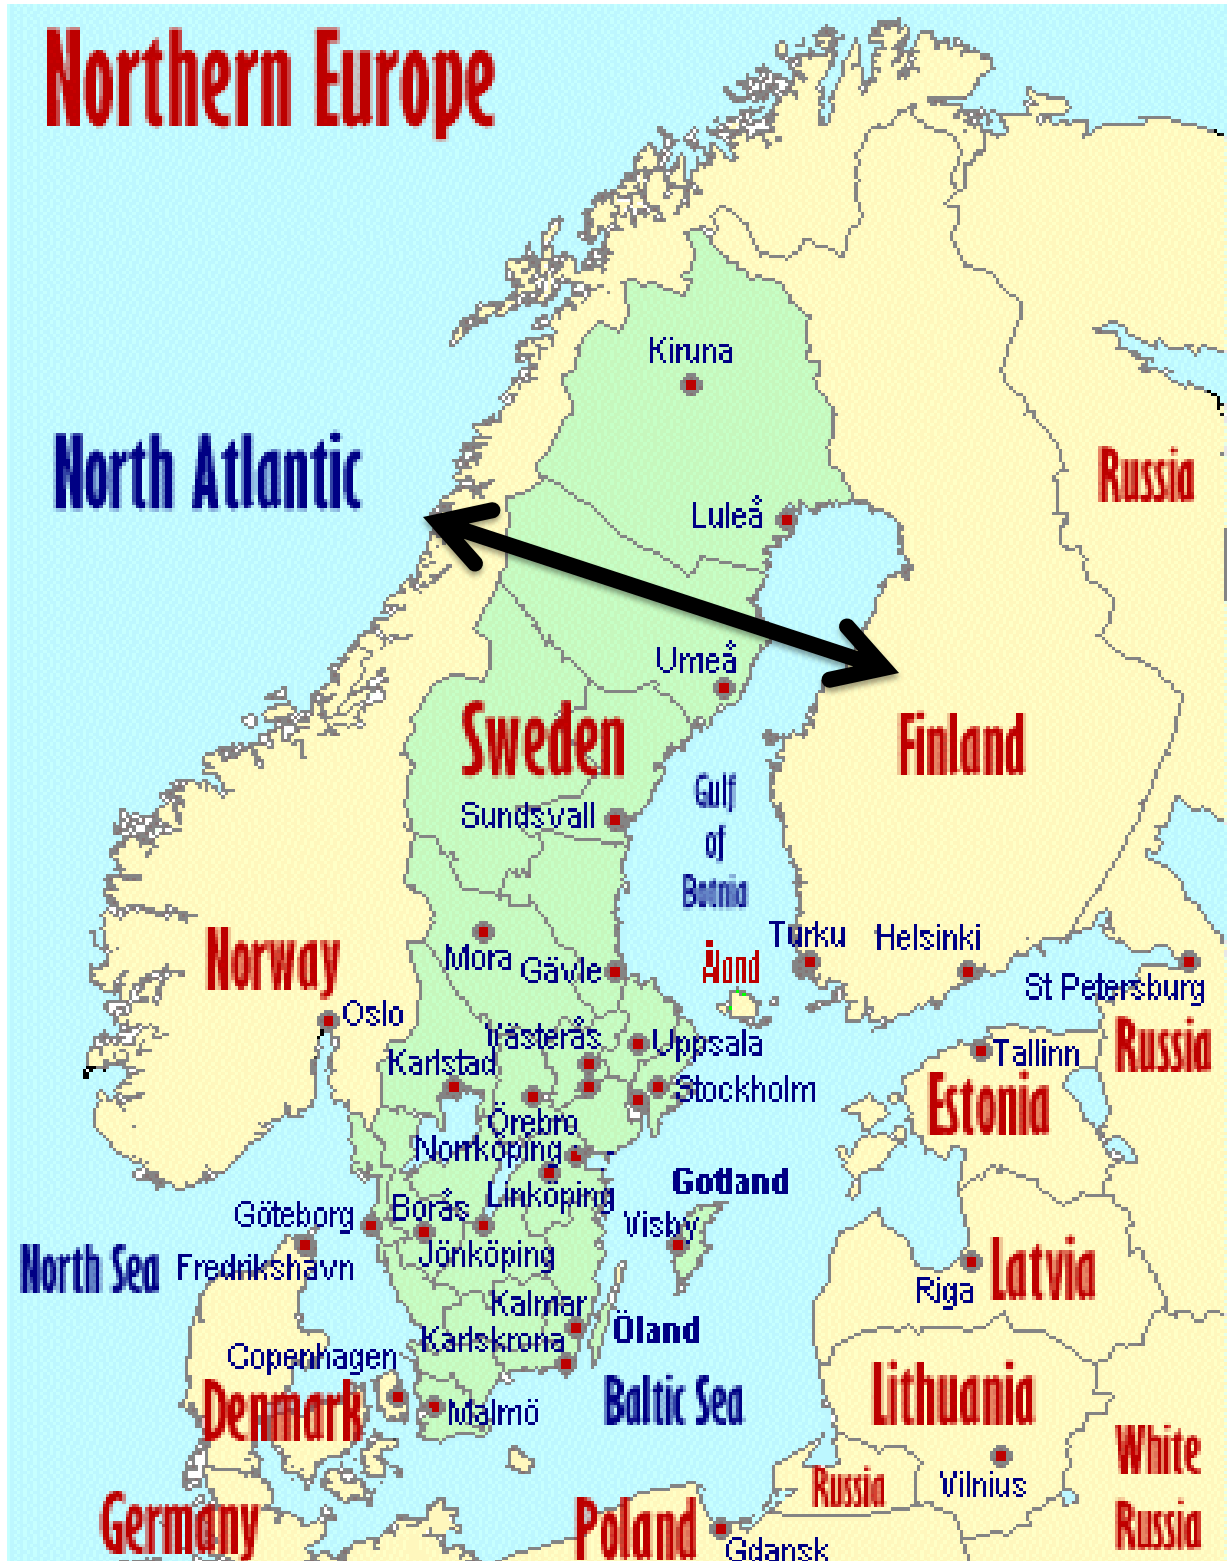 Northern Europe
Kiruna
North Atlantic
Russia
Luleå
Umeå
Sweden
Finland
Gulf
of
Botnia
Sundsvall
Norway
Mora
Gävle
Åland
Turku
Helsinki
St Petersburg
Oslo
Västerås
Uppsala
Tallinn
Russia
Karlstad
Stockholm
Estonia
Örebro
Norrköping
Linköping
Gotland
Göteborg
Borås
Visby
North Sea
Fredrikshavn
Jönköping
Riga
Latvia
Kalmar
Öland
Karlskrona
Copenhagen
Denmark
Malmö
Baltic Sea
Lithuania
White
Russia
Vilnius
Russia
Germany
Poland
Gdansk